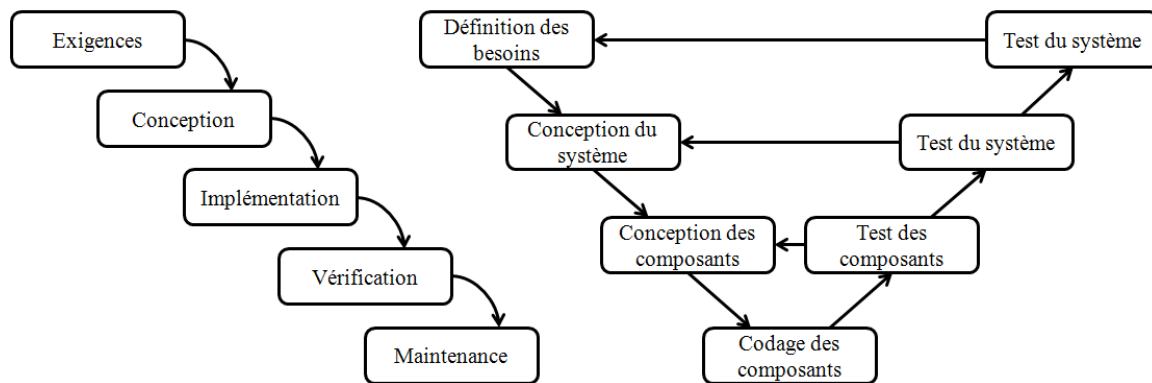 Exigences
Conception
Implémentation
Vérification
Maintenance
Définition des
besoins
Conception du
système
Conception des
composants
Codage des
composants
Test des
composants
Test du système
Test du système